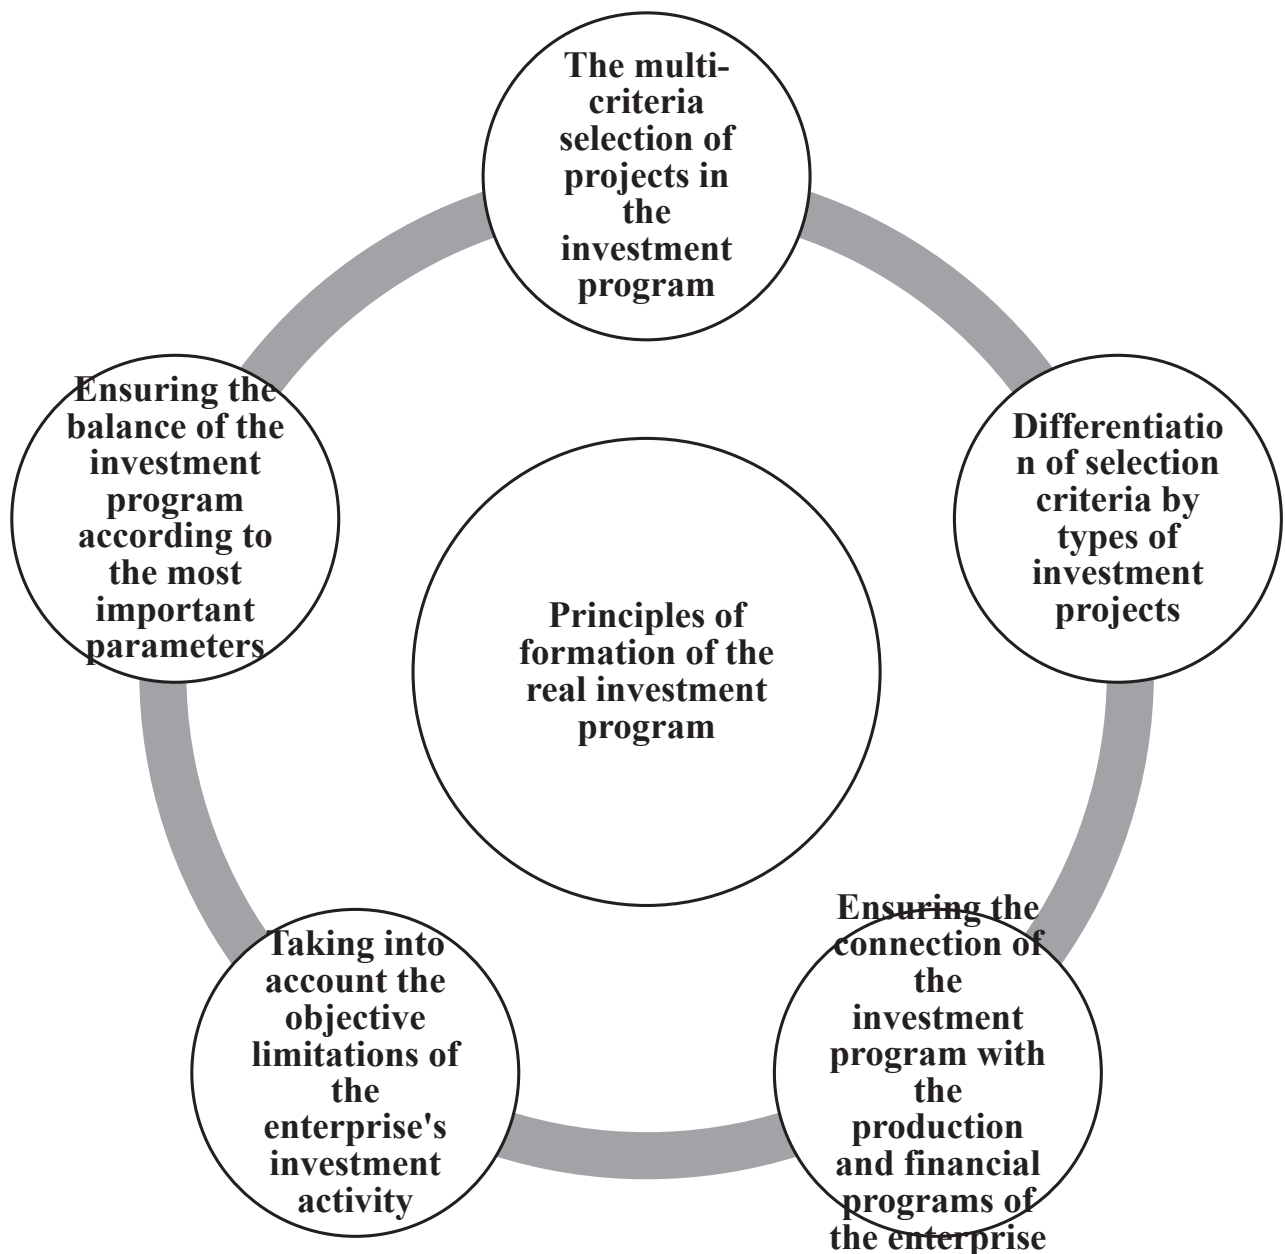 The multi-
criteria
selection of
projects in
the
investment
program
Differentiatio
n of selection
criteria by
types of
investment
projects
Ensuring the
connection of
the
investment
program with
the
production
and financial
programs of
the enterprise
Taking into
account the
objective
limitations of
the
enterprise's
investment
activity
Ensuring the
balance of the
investment
program
according to
the most
important
parameters
Principles of
formation of the
real investment
program